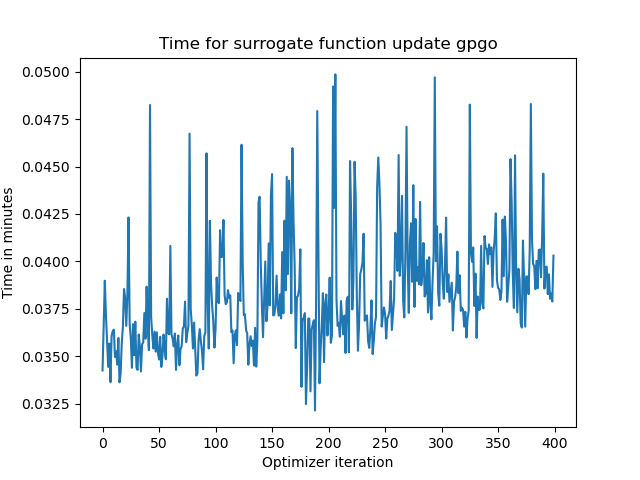 Time for surrogate function update gpgo
0.0500
0.0475
0.0450
0.0425
0.0400
0.0375
0.0350
0.0325
Time in minutes
0 50 100 150 200 250 300 350 400
Optimizer iteration